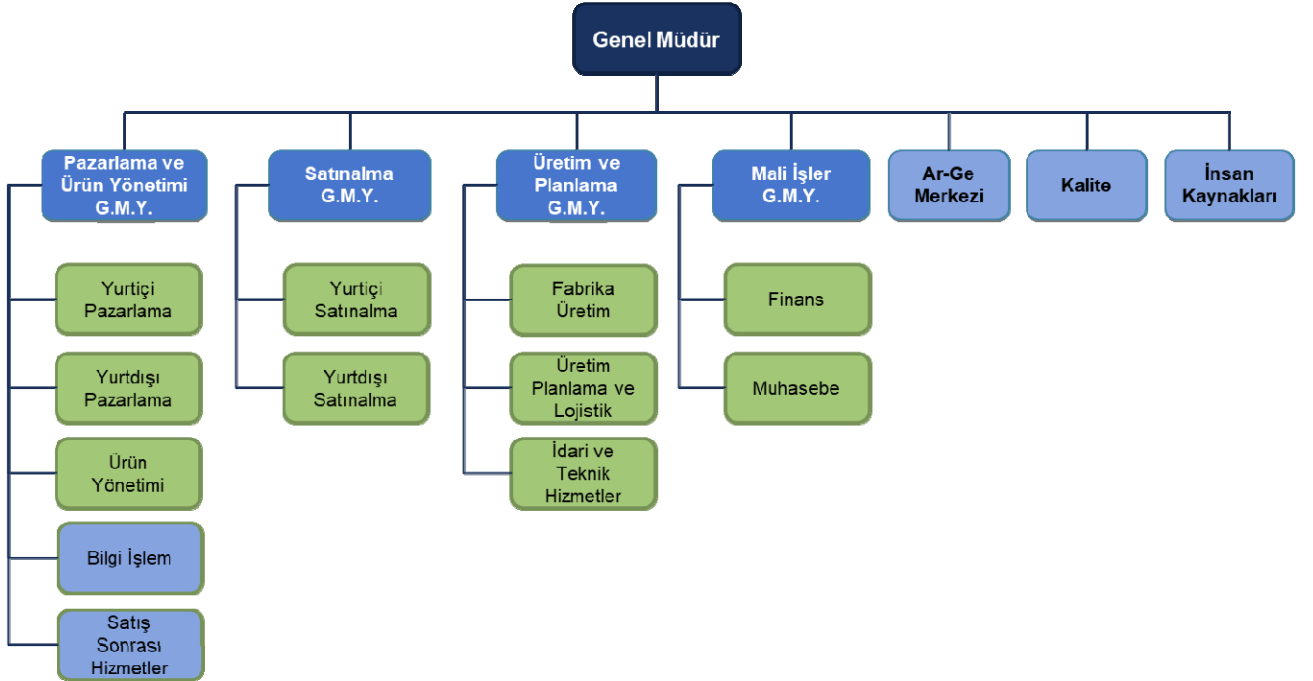 Genel Müdür
Pazarlama ve
Ürün Yönetimi
G.M.Y.
Satınalma
G.M.Y.
Üretim ve
Planlama
G.M.Y.
Mali İşler
G.M.Y.
Ar-Ge
Merkezi
Kalite
İnsan
Kaynakları
Yurtiçi
Pazarlama
Yurtdışı
Pazarlama
Ürün
Yönetimi
Bilgi İşlem
Satış
Sonrası
Hizmetler
Yurtiçi
Satınalma
Yurtdışı
Satınalma
Fabrika
Üretim
Üretim
Planlama ve
Lojistik
İdari ve
Teknik
Hizmetler
Finans
Muhasebe